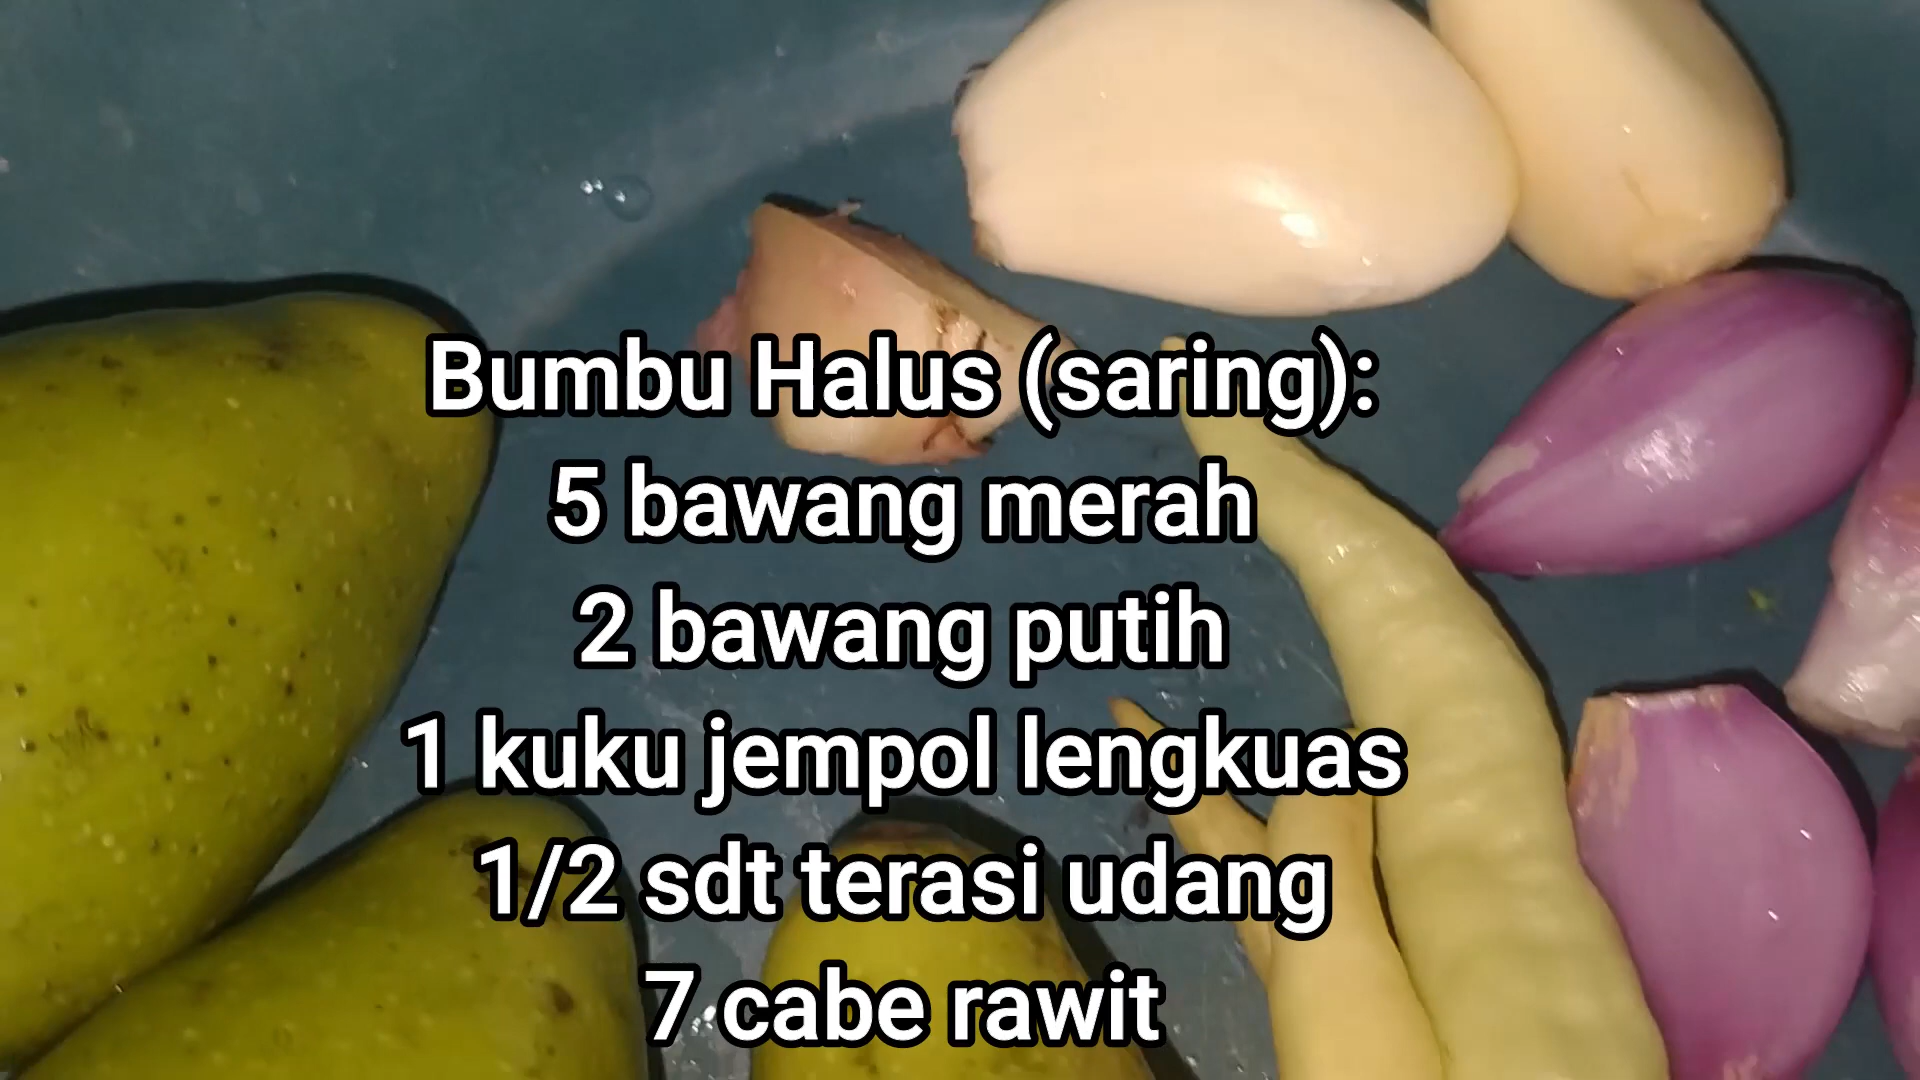 Bumbu Halus (saring):
5 bawang merah
2 bawang putih
1 kuku jempol lengkuas
1/2 sdt terasi udang
7 cabe rawit